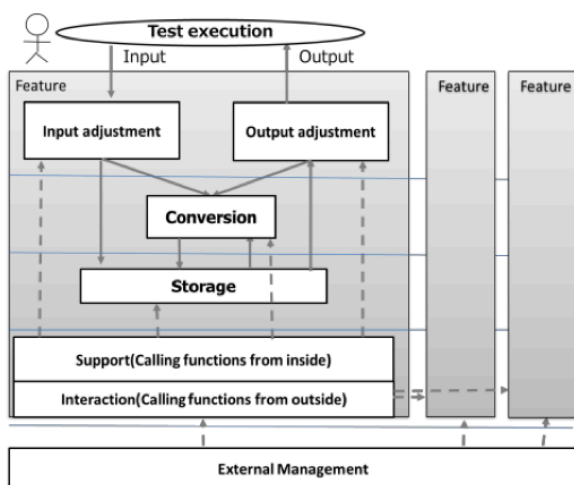 Test execution
Input
Output
Feature
Feature
Feature
Input adjustment
Output adjustment
Conversion
Storage
Support(Calling functions from inside)
Interaction(Calling functions from outside)
External Management